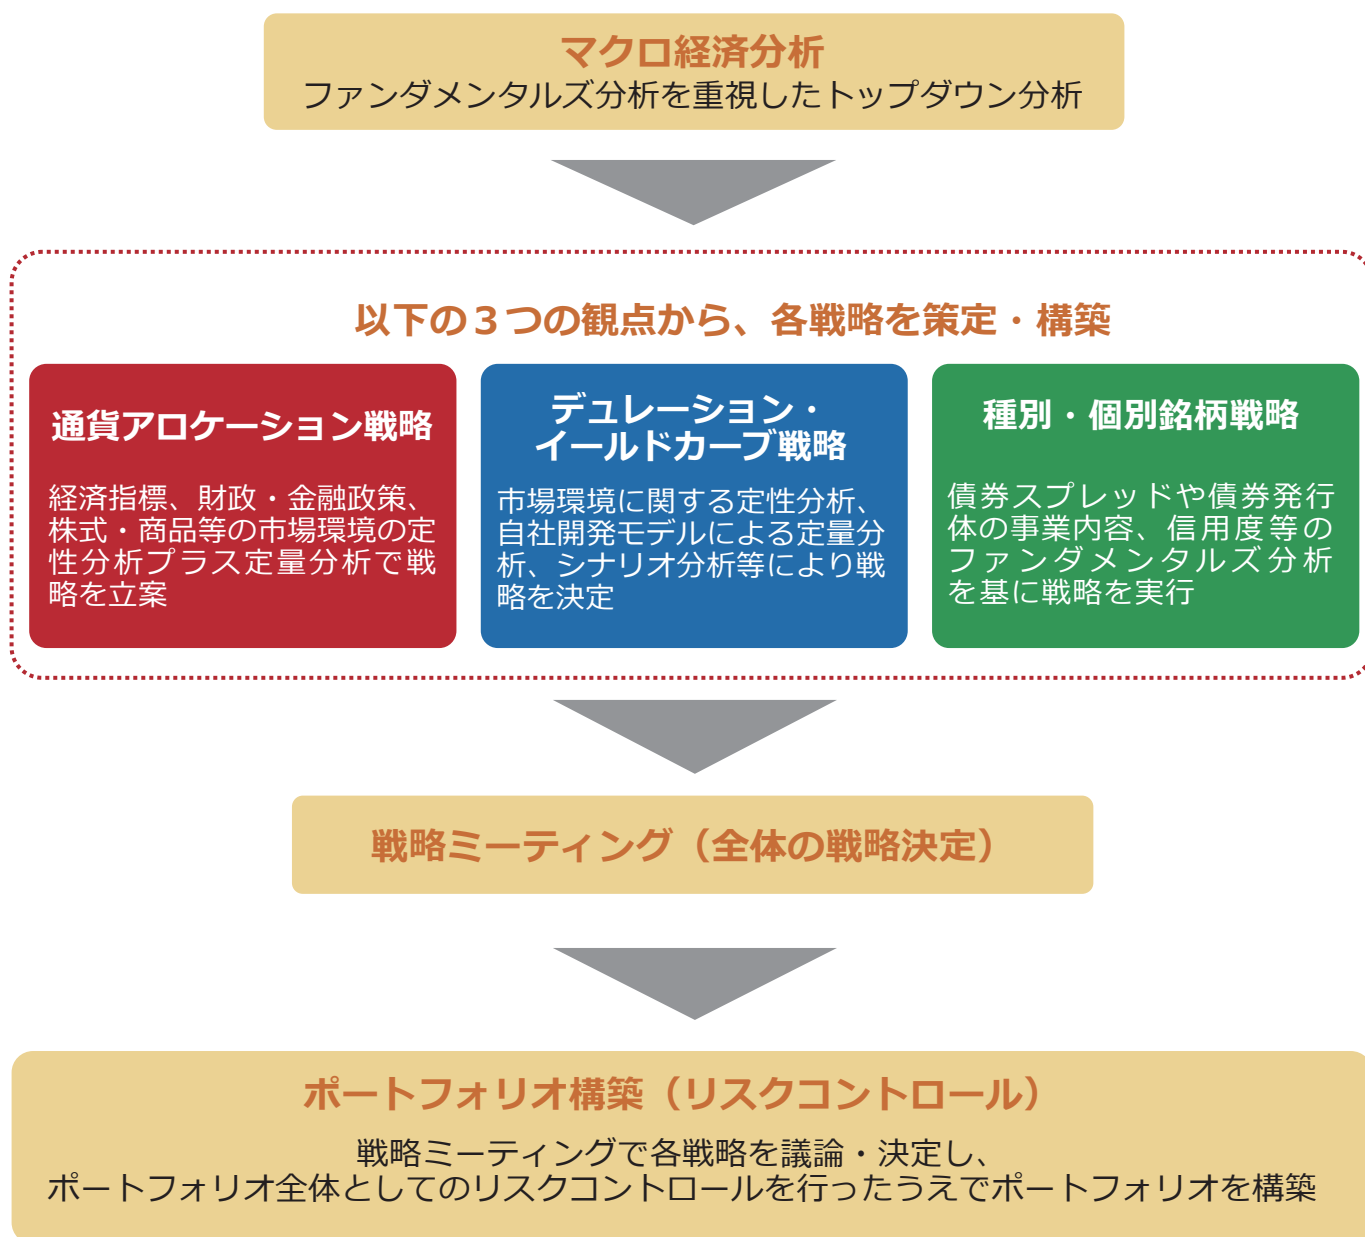 マクロ経済分析
ファンダメンタルズ分析を重視したトップダウン分析
以下の3つの観点から、各戦略を策定・構築
通貨アロケーション戦略
経済指標、財政・金融政策、
株式・商品等の市場環境の定
性分析プラス定量分析で戦
略を立案
デュレーション・
イールドカーブ戦略
市場環境に関する定性分析、
自社開発モデルによる定量分
析、シナリオ分析等により戦
略を決定
種別・個別銘柄戦略
債券スプレッドや債券発行
体の事業内容、信用度等の
ファンダメンタルズ分析
を基に戦略を実行
戦略ミーティング（全体の戦略決定）
ポートフォリオ構築（リスクコントロール）
戦略ミーティングで各戦略を議論・決定し、
ポートフォリオ全体としてのリスクコントロールを行ったうえでポートフォリオを構築